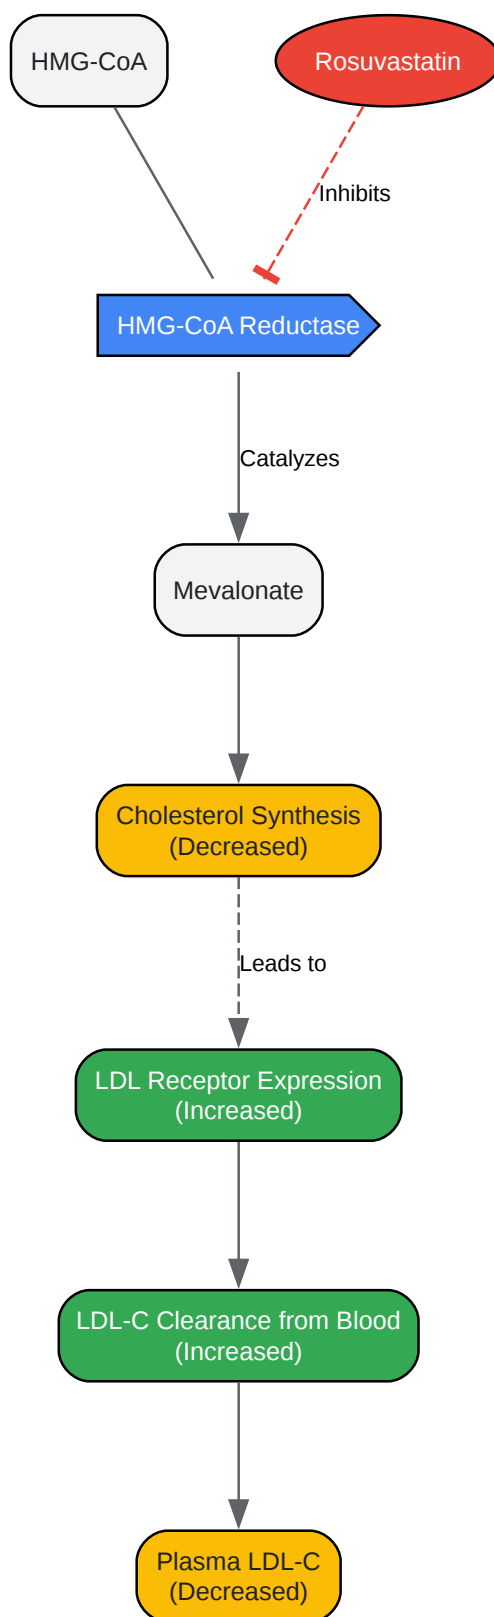 HMG-CoA
Rosuvastatin
Inhibits
HMG-CoA Reductase
Catalyzes
Mevalonate
Cholesterol Synthesis
(Decreased)
Leads to
LDL Receptor Expression
(Increased)
LDL-C Clearance from Blood
(Increased)
Plasma LDL-C
(Decreased)